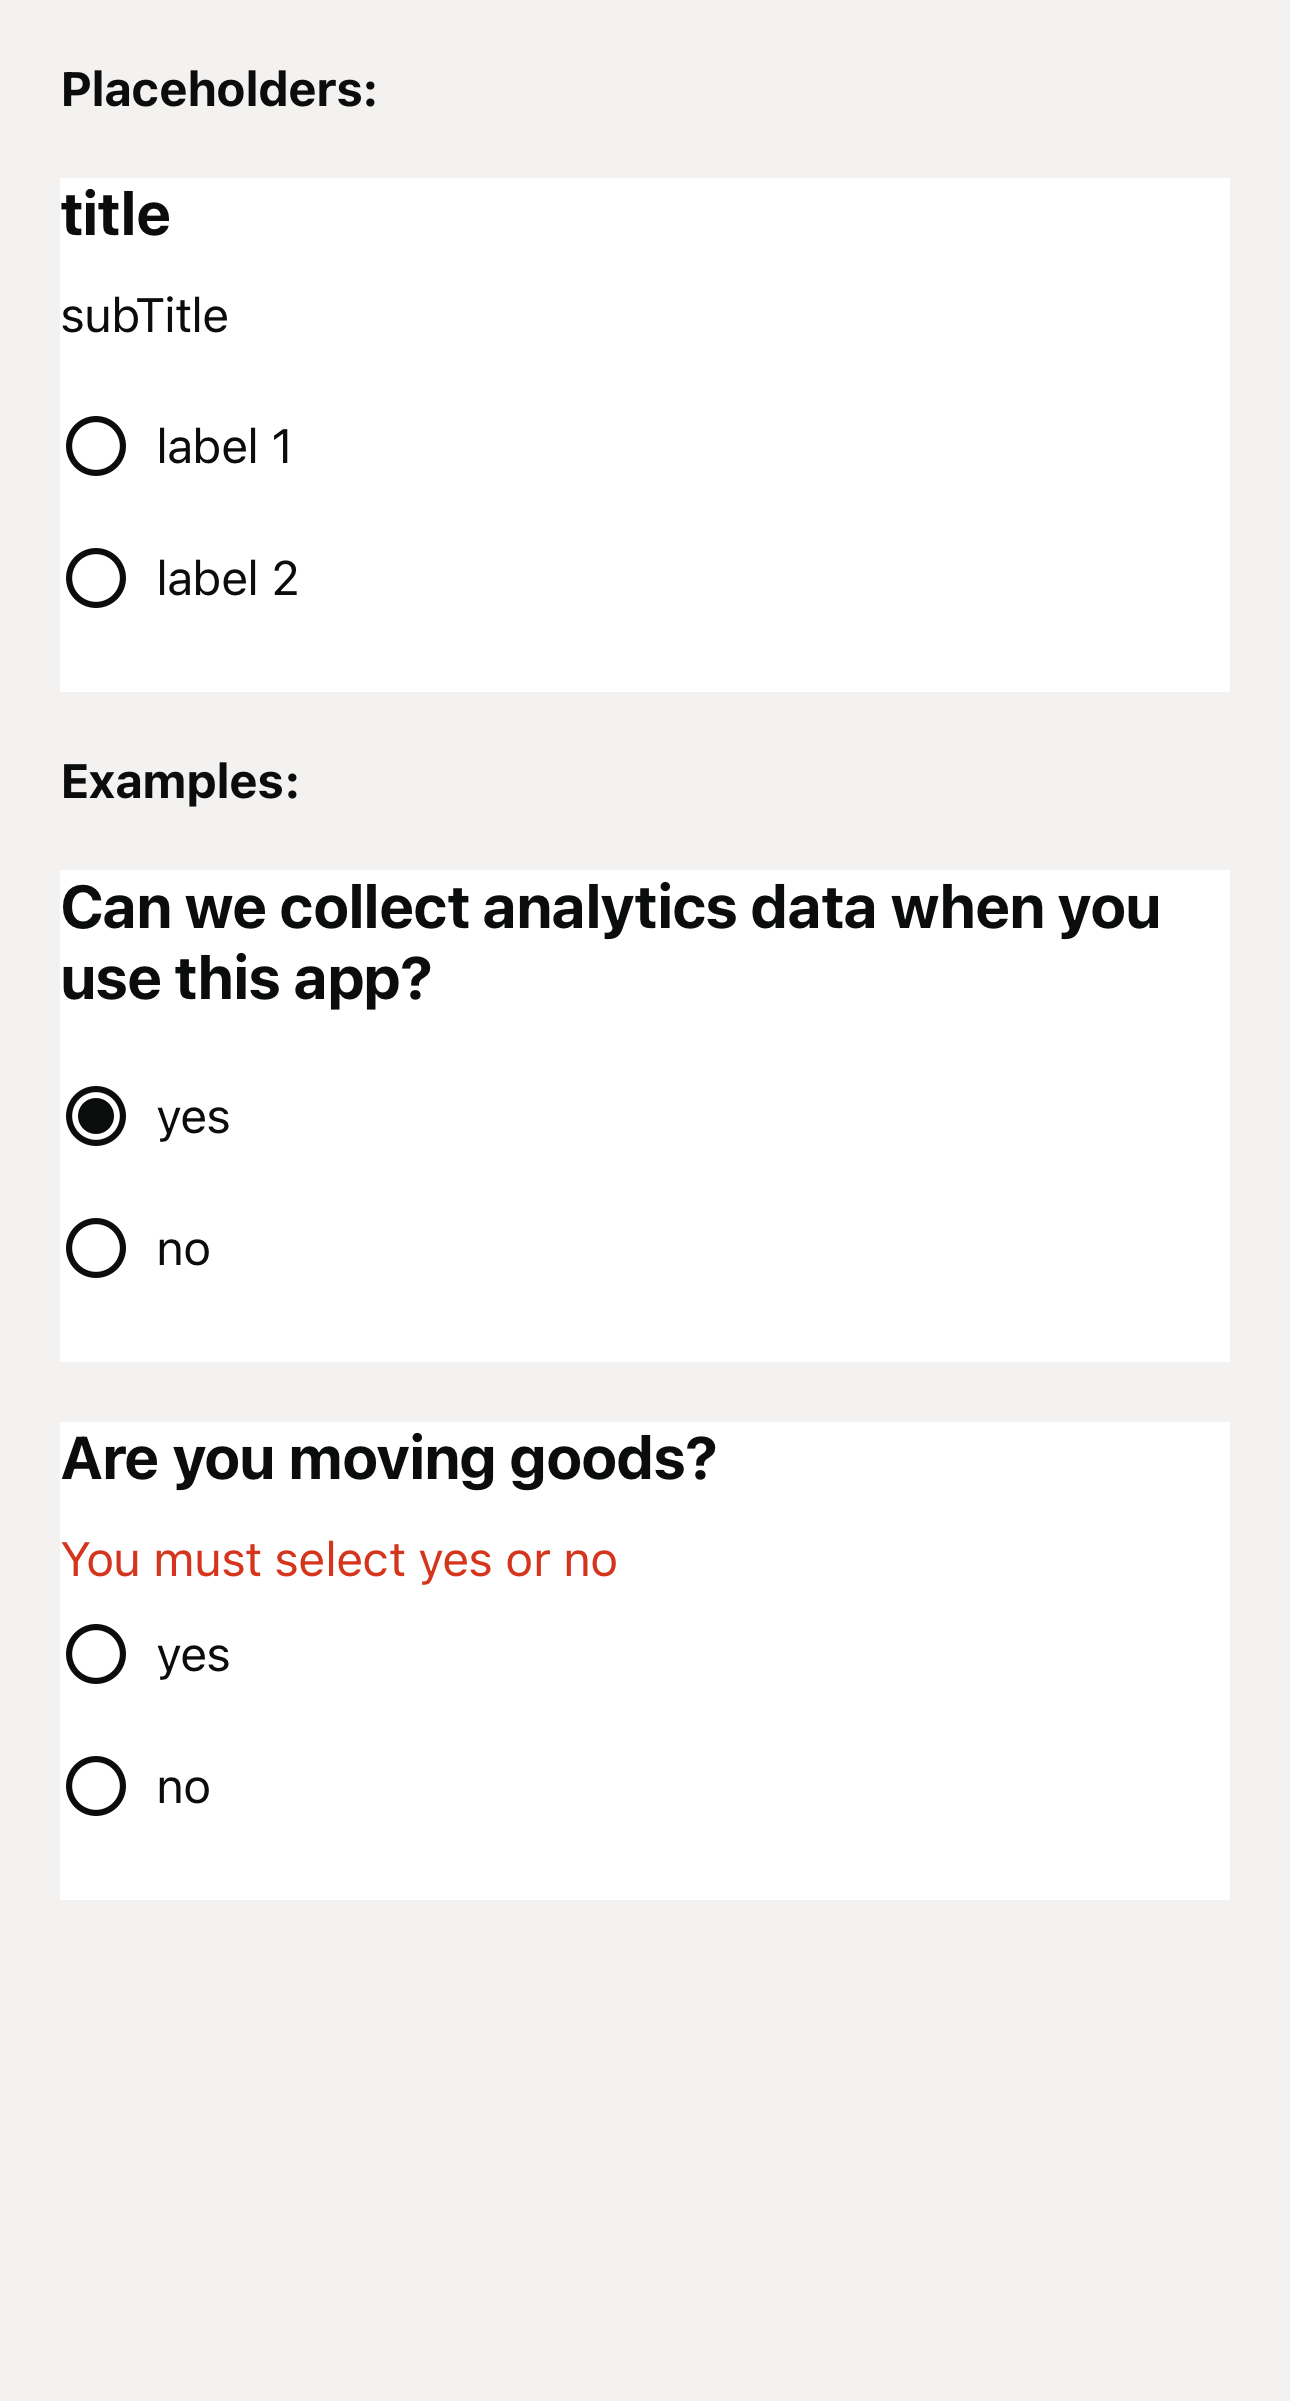 Placeholders:
title
subTitle
label 1
label 2
Examples:
Can we collect analytics data when you
use this app?
yes
no
Are you moving goods?
You must select yes or no
yes
no